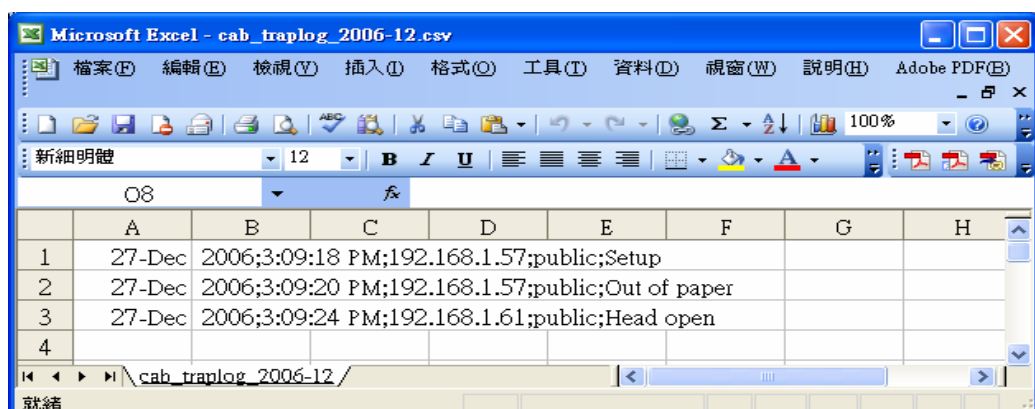 Microsoft Excel - cab_traplog_2006-12.csv
檔案(F) 編輯(E) 檢視(V) 插入(I) 格式(O) 工具(T) 資料(D) 視窗(W) 說明(H) Adobe PDF(B)
100%
新細明體 12 B I U A
O8 fx
A B C D E F G H
1 27-Dec 2006;3:09:18 PM;192.168.1.57;public;Setup
2 27-Dec 2006;3:09:20 PM;192.168.1.57;public;Out of paper
3 27-Dec 2006;3:09:24 PM;192.168.1.61;public;Head open
4
cab_traplog_2006-12
就緒